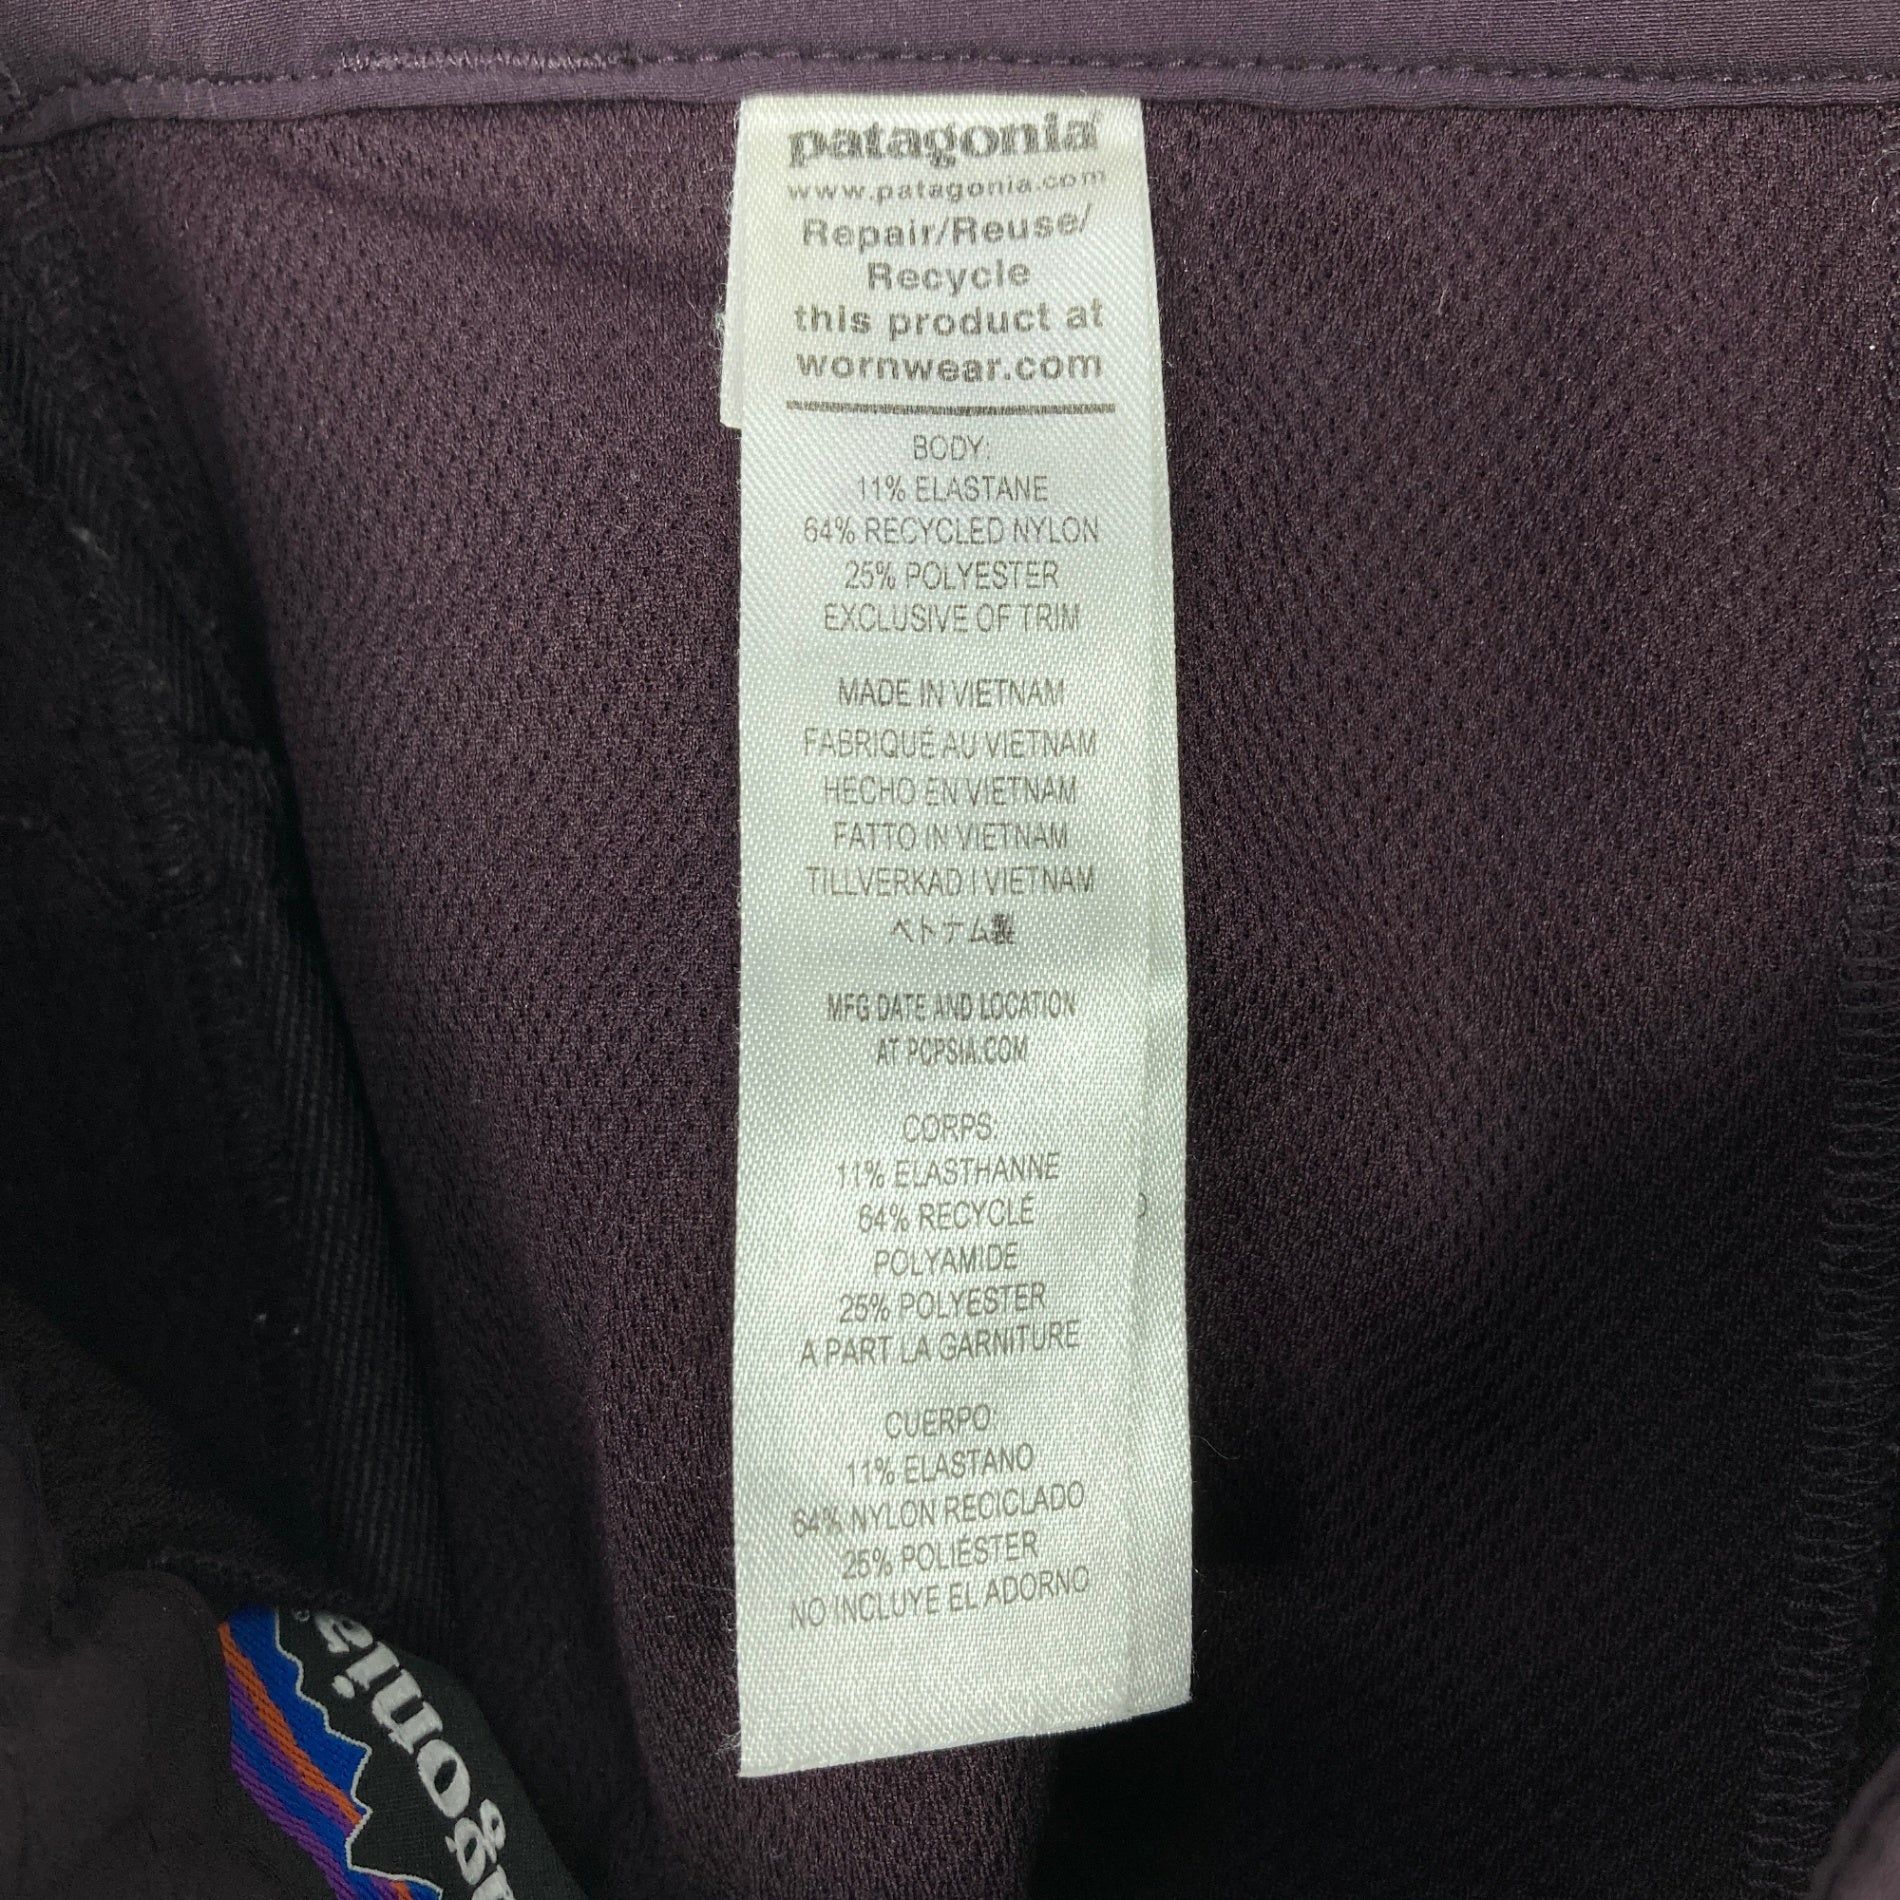 patagonia
www.patagonia.com
Repair/Reuse/
Recycle
this product at
wornwear.com
BODY:
11% ELASTANE
64% RECYCLED NYLON
25% POLYESTER
EXCLUSIVE OF TRIM
MADE IN VIETNAM
FABRIQUÉ AU VIETNAM
HECHO EN VIETNAM
FATTO IN VIETNAM
TILLVERKAD I VIETNAM
ベトナム製
MFG DATE AND LOCATION
AT PCPSIA.COM
CORPS:
11% ELASTHANNE
64% RECYCLÉ
POLYAMIDE
25% POLYESTER
A PART LA GARNITURE
CUERPO:
11% ELASTANO
64% NYLON RECICLADO
25% POLIÉSTER
NO INCLUYE EL ADORNO